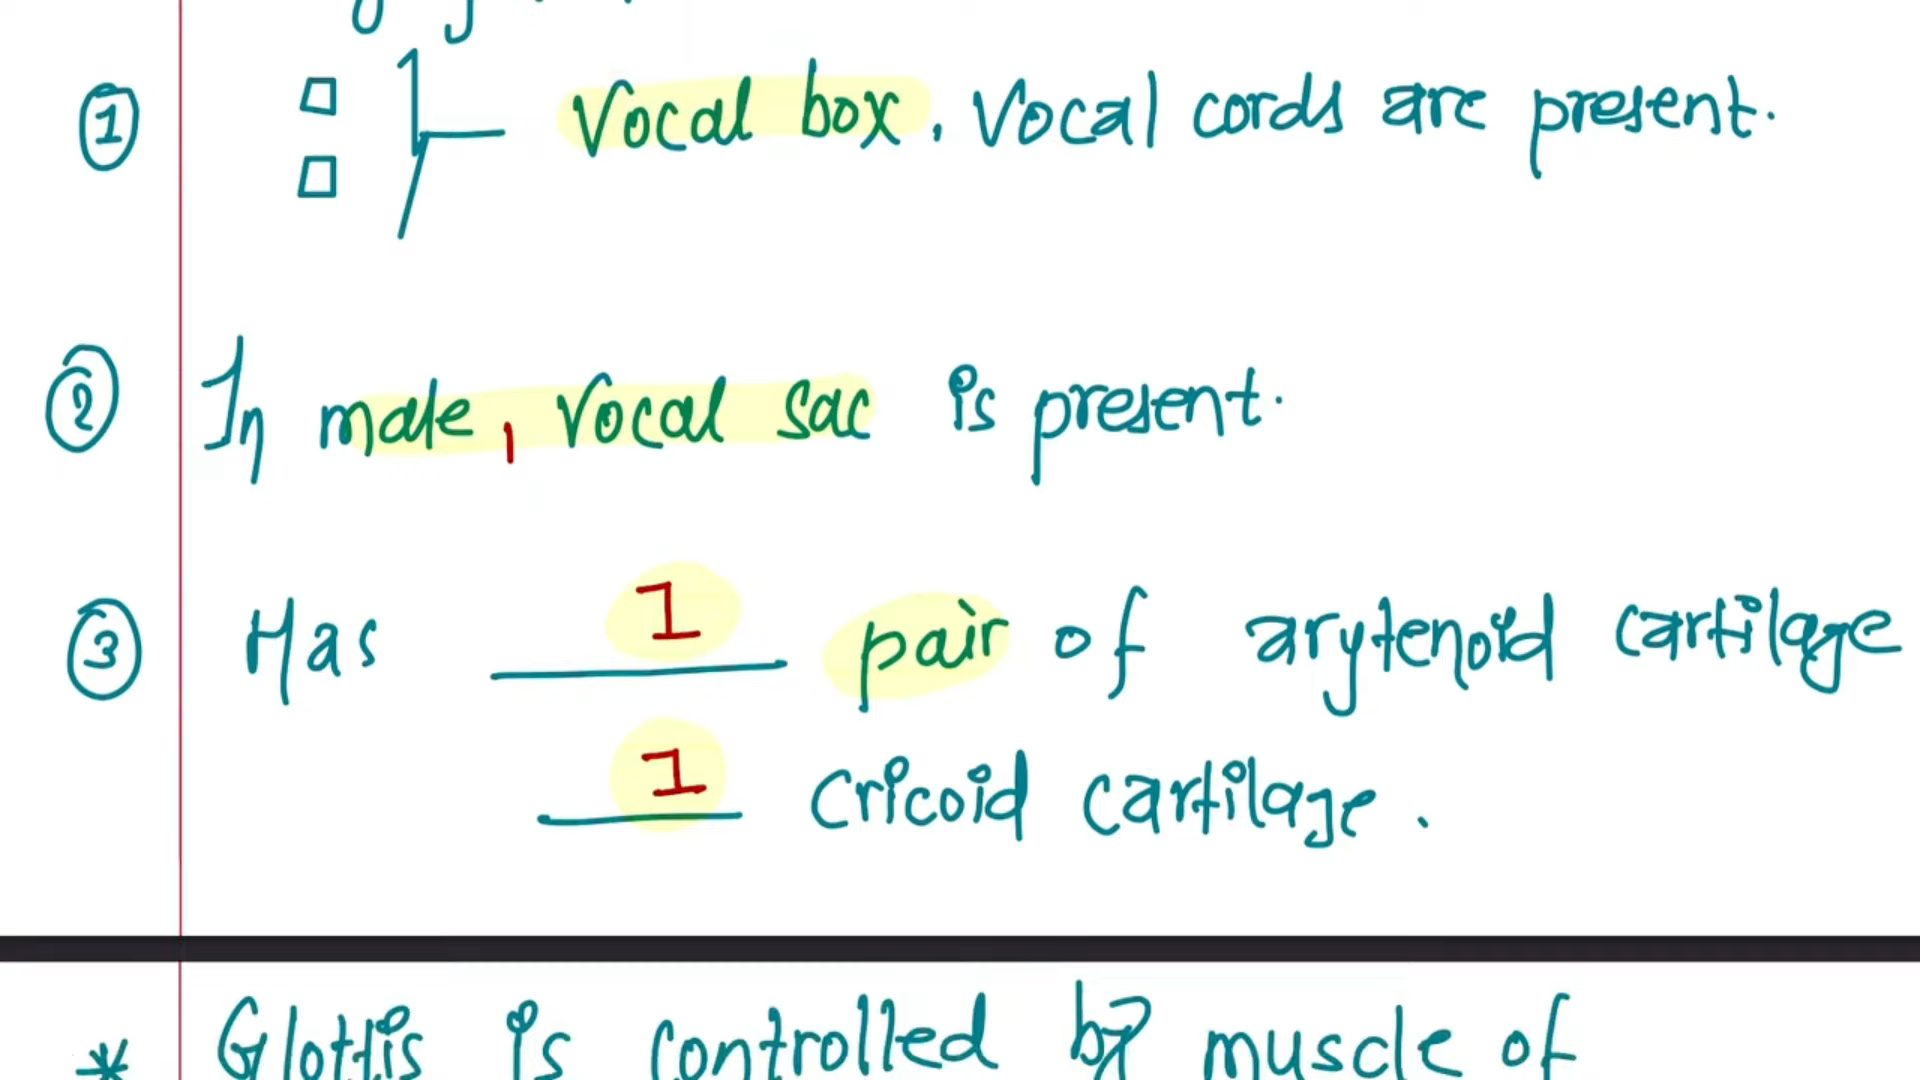 ① Vocal box, Vocal cords are present.
② In male, Vocal sac is present.
③ Has 1 pair of arytenoid cartilage
1 Cricoid cartilage.
* Glottis is controlled by muscle of